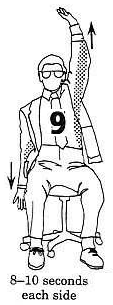 9
8–10 seconds
each side